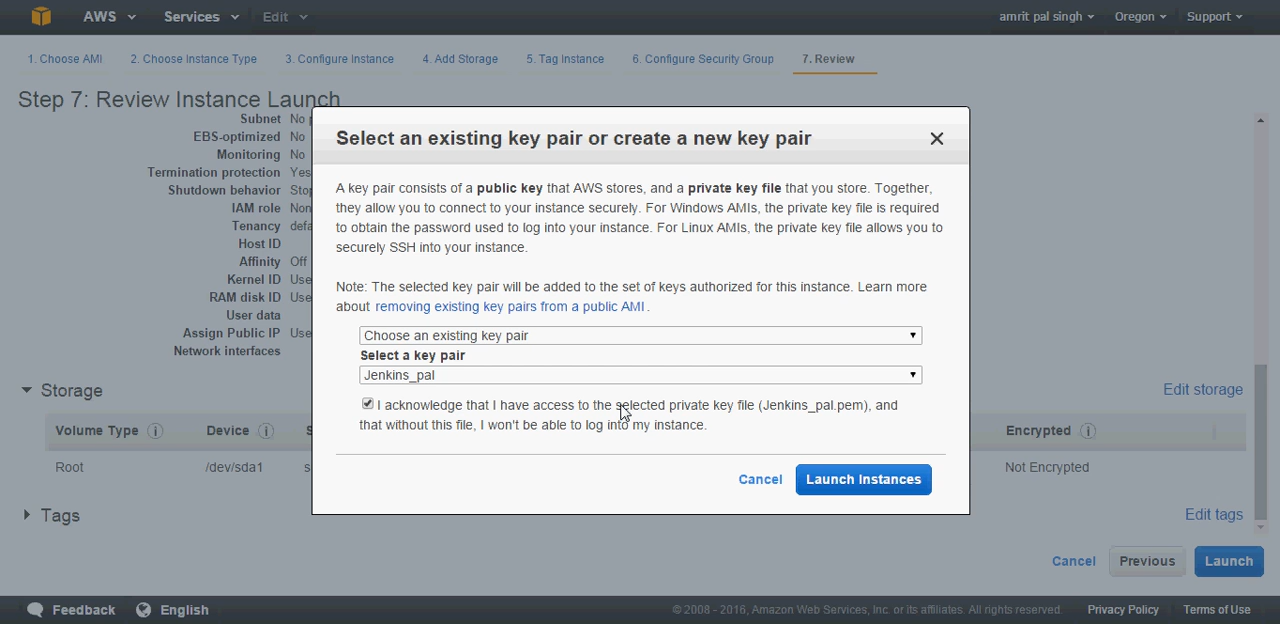 AWS Services Edit amrit pal singh Oregon Support
1. Choose AMI 2. Choose Instance Type 3. Configure Instance 4. Add Storage 5. Tag Instance 6. Configure Security Group 7. Review
Step 7: Review Instance Launch
Subnet No
EBS-optimized No
Monitoring No
Termination protection Yes
Shutdown behavior
IAM role
Tenancy
Host ID
Affinity Off
Kernel ID Use
RAM disk ID Use
User data
Assign Public IP Use
Network interfaces
Select an existing key pair or create a new key pair
A key pair consists of a public key that AWS stores, and a private key file that you store. Together,
they allow you to connect to your instance securely. For Windows AMIs, the private key file is required
to obtain the password used to log into your instance. For Linux AMIs, the private key file allows you to
securely SSH into your instance.
Note: The selected key pair will be added to the set of keys authorized for this instance. Learn more
about removing existing key pairs from a public AMI .
Choose an existing key pair
Select a key pair
Jenkins_pal
I acknowledge that I have access to the selected private key file (Jenkins_pal.pem), and
that without this file, I won't be able to log into my instance.
Cancel Launch Instances
Storage Edit storage
Volume Type Device Encrypted
Root /dev/sda1 Not Encrypted
Tags Edit tags
Cancel Previous Launch
Feedback English © 2008 - 2016, Amazon Web Services, Inc. or its affiliates. All rights reserved. Privacy Policy Terms of Use